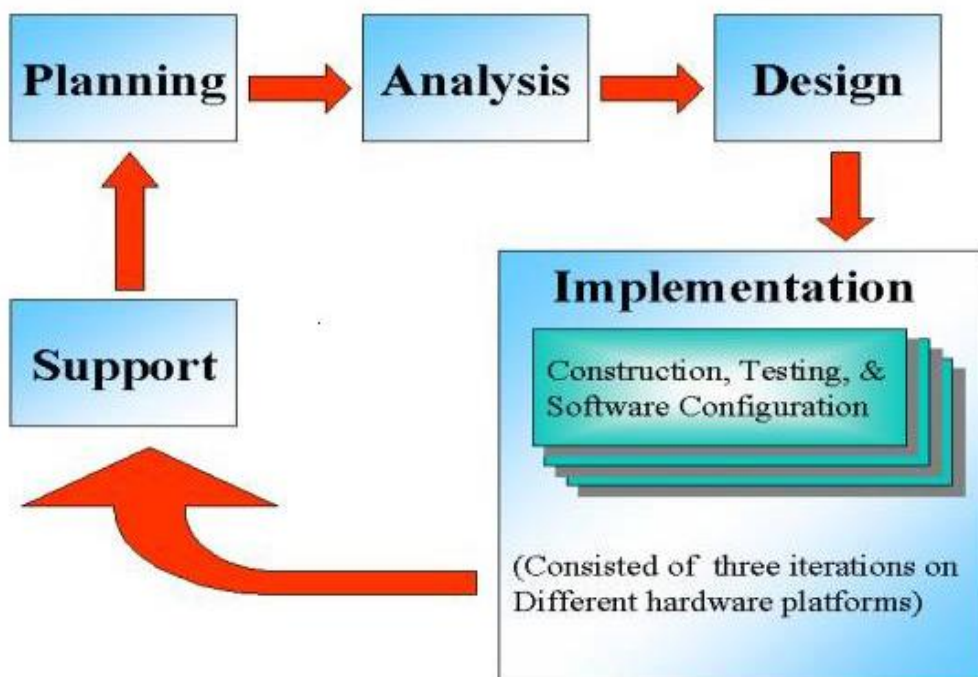 Planning
Analysis
Design
Implementation
Construction, Testing, &
Software Configuration
(Consisted of three iterations on
Different hardware platforms)
Support